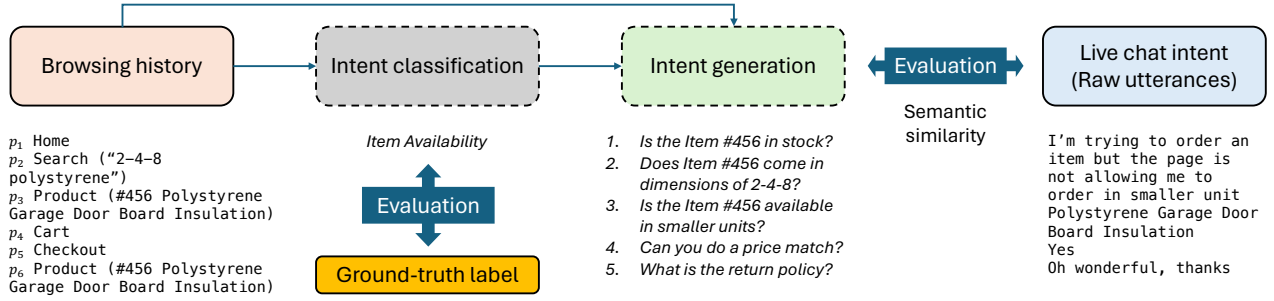 Browsing history
Intent classification
Intent generation
Evaluation
Live chat intent
(Raw utterances)
Semantic
similarity
p₁ Home
p₂ Search (“2–4–8
polystyrene”)
p₃ Product (#456 Polystyrene
Garage Door Board Insulation)
p₄ Cart
p₅ Checkout
p₆ Product (#456 Polystyrene
Garage Door Board Insulation)
Item Availability
Evaluation
Ground-truth label
1. Is the Item #456 in stock?
2. Does Item #456 come in
dimensions of 2-4-8?
3. Is the Item #456 available
in smaller units?
4. Can you do a price match?
5. What is the return policy?
I’m trying to order an
item but the page is
not allowing me to
order in smaller unit
Polystyrene Garage Door
Board Insulation
Yes
Oh wonderful, thanks